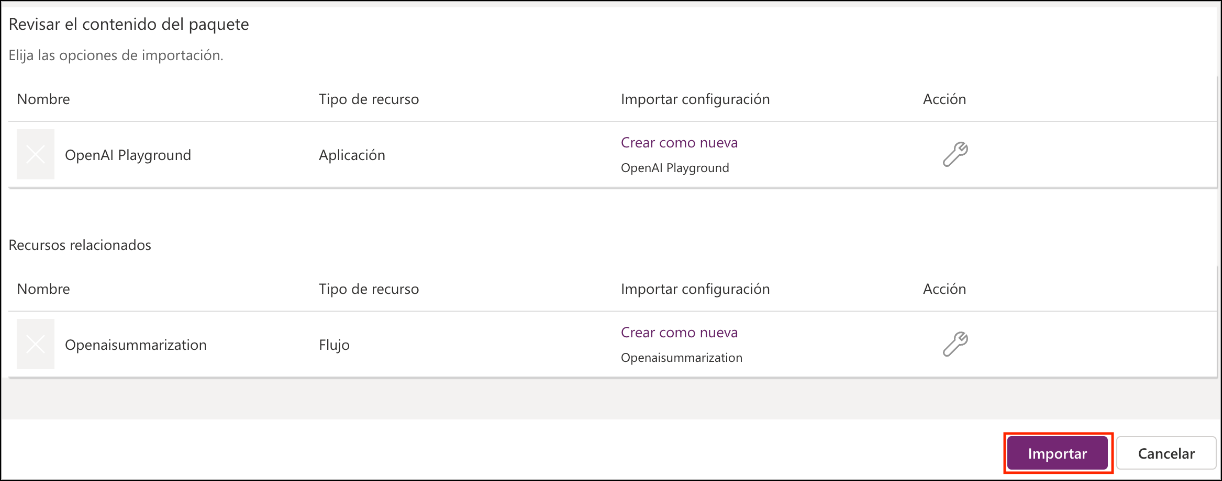 Revisar el contenido del paquete
Elija las opciones de importación.
Nombre Tipo de recurso Importar configuración Acción
OpenAI Playground Aplicación Crear como nueva
OpenAI Playground
Recursos relacionados
Nombre Tipo de recurso Importar configuración Acción
Openaisummarization Flujo Crear como nueva
Openaisummarization
Importar Cancelar